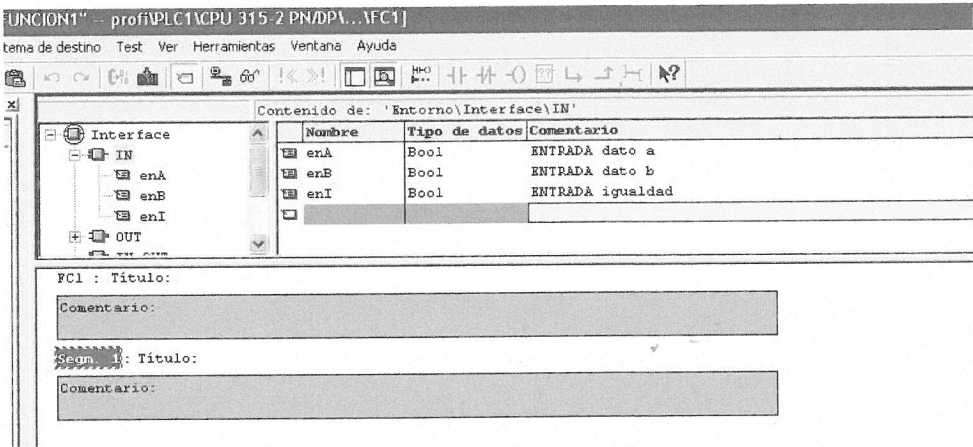 FUNCION1" -- profi\PLC1\CPU 315-2 PN/DP\...\FC1]
tema de destino Test Ver Herramientas Ventana Ayuda
Contenido de: 'Entorno\Interface\IN'
Interface
IN
enA
enB
enI
OUT
Nombre Tipo de datos Comentario
enA Bool ENTRADA dato a
enB Bool ENTRADA dato b
enI Bool ENTRADA igualdad
FC1 : Título:
Comentario:
Segm. 1: Título:
Comentario: